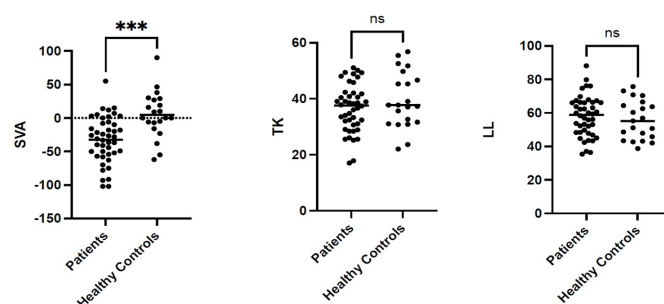 ***
100
50
0
-50
-100
-150
SVA
Patients
Healthy Controls
ns
60
40
20
0
TK
Patients
Healthy Controls
ns
100
80
60
40
20
0
LL
Patients
Healthy Controls